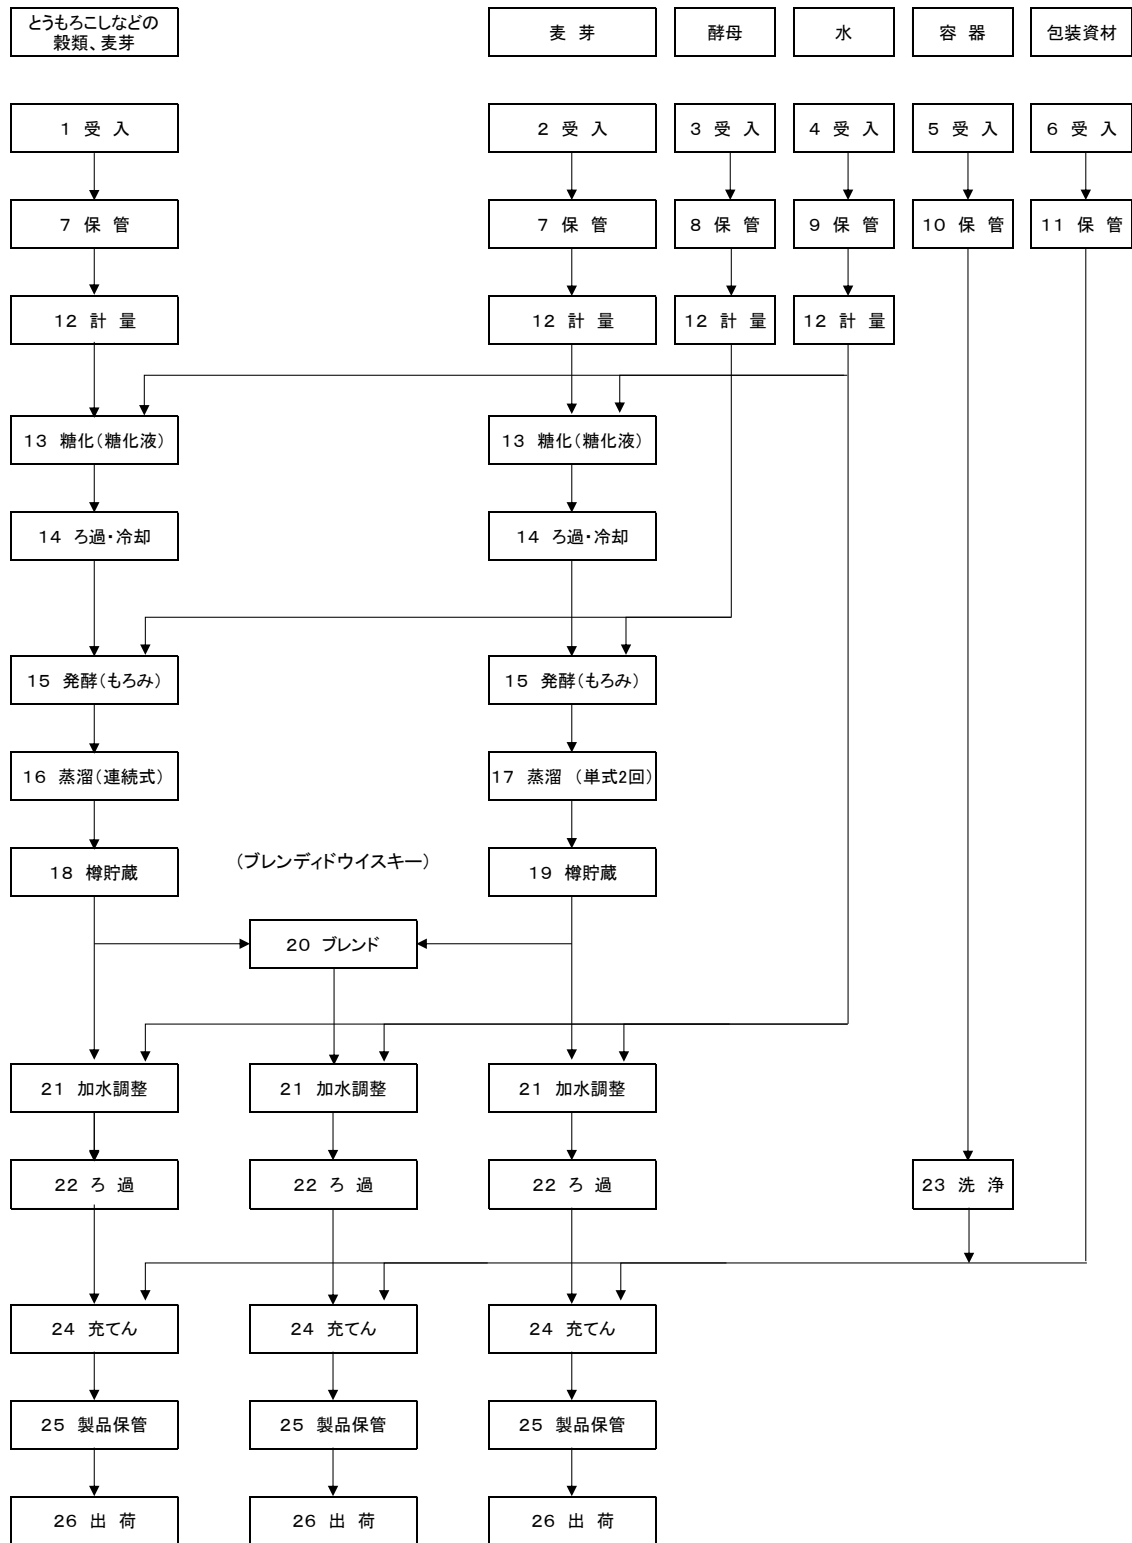 とうもろこしなどの
穀類、麦芽
麦 芽
酵母
水
容 器
包装資材
1 受 入
2 受 入
3 受 入
4 受 入
5 受 入
6 受 入
7 保 管
7 保 管
8 保 管
9 保 管
10 保 管
11 保 管
12 計 量
12 計 量
12 計 量
12 計 量
13 糖化(糖化液)
13 糖化(糖化液)
14 ろ過・冷却
14 ろ過・冷却
15 発酵(もろみ)
15 発酵(もろみ)
16 蒸溜(連続式)
17 蒸溜 (単式2回)
18 樽貯蔵
(ブレンディドウイスキー)
19 樽貯蔵
20 ブレンド
21 加水調整
21 加水調整
21 加水調整
22 ろ 過
22 ろ 過
22 ろ 過
23 洗 浄
24 充てん
24 充てん
24 充てん
25 製品保管
25 製品保管
25 製品保管
26 出 荷
26 出 荷
26 出 荷